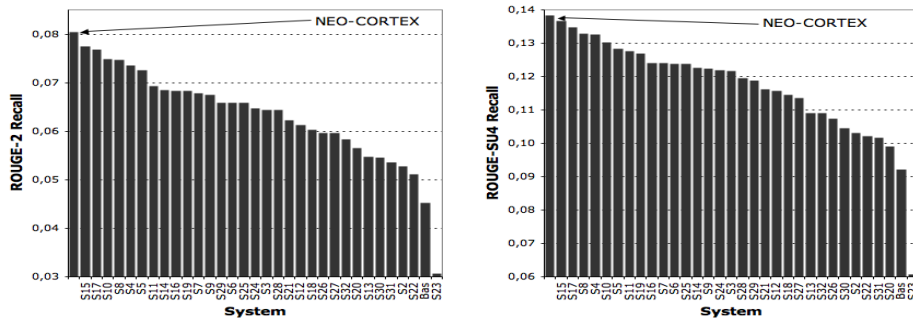 0,08
0,07
0,06
0,05
0,04
0,03
ROUGE-2 Recall
NEO-CORTEX
S15 S17 S10 S8 S4 S5 S11 S14 S16 S19 S7 S9 S29 S6 S25 S24 S3 S28 S21 S12 S18 S26 S27 S32 S20 S13 S30 S31 S2 S22 Bas S23
System
0,14
0,13
0,12
0,11
0,10
0,09
0,08
0,07
0,06
ROUGE-SU4 Recall
NEO-CORTEX
S15 S17 S8 S4 S10 S5 S11 S19 S16 S7 S6 S25 S14 S9 S24 S3 S28 S29 S21 S12 S18 S27 S13 S32 S26 S30 S2 S22 S31 S20 Bas S23
System